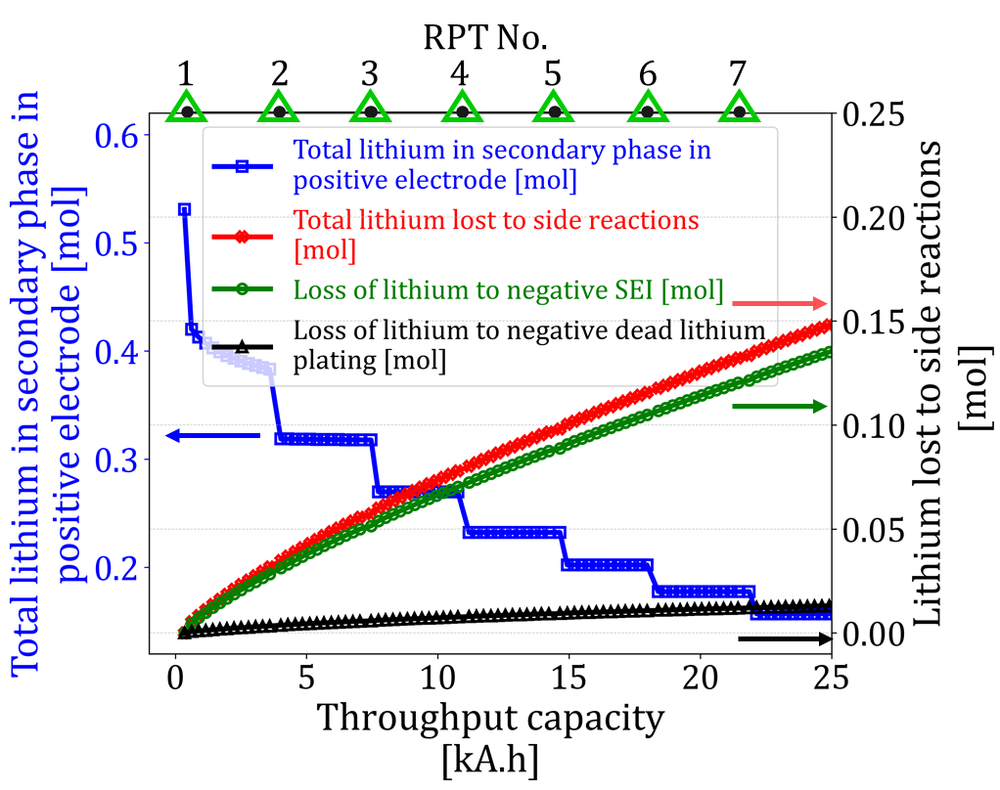 RPT No.
1 2 3 4 5 6 7
Total lithium in secondary phase in
positive electrode [mol]
0.6
0.5
0.4
0.3
0.2
Total lithium in secondary phase in
positive electrode [mol]
Total lithium lost to side reactions
[mol]
Loss of lithium to negative SEI [mol]
Loss of lithium to negative dead lithium
plating [mol]
0.25
0.20
0.15
0.10
0.05
0.00
Lithium lost to side reactions
[mol]
0 5 10 15 20 25
Throughput capacity
[kA.h]